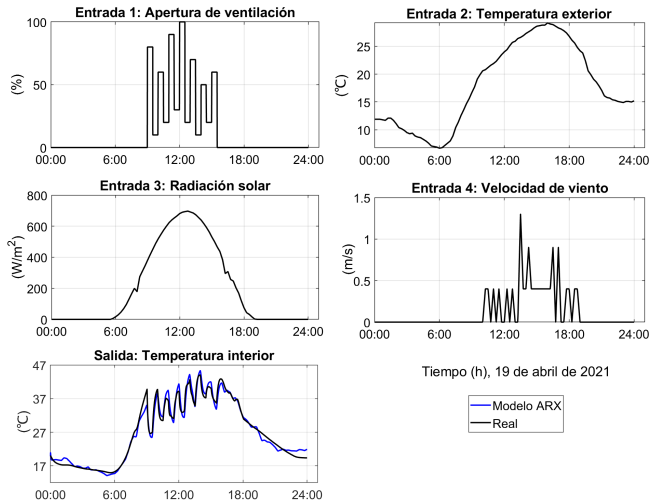 Entrada 1: Apertura de ventilación
100
50
0
(%)
00:00 6:00 12:00 18:00 24:00
Entrada 2: Temperatura exterior
25
20
15
10
(℃)
00:00 6:00 12:00 18:00 24:00
Entrada 3: Radiación solar
800
600
400
200
0
(W/m²)
00:00 6:00 12:00 18:00 24:00
Entrada 4: Velocidad de viento
1.5
1
0.5
0
(m/s)
00:00 6:00 12:00 18:00 24:00
Salida: Temperatura interior
47
37
27
17
(℃)
00:00 6:00 12:00 18:00 24:00
Tiempo (h), 19 de abril de 2021
Modelo ARX
Real